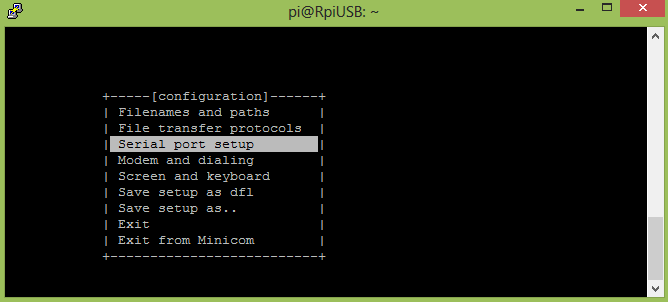 pi@RpiUSB: ~
+-----[configuration]------+
| Filenames and paths      |
| File transfer protocols  |
| Serial port setup        |
| Modem and dialing        |
| Screen and keyboard      |
| Save setup as dfl        |
| Save setup as..          |
| Exit                     |
| Exit from Minicom        |
+--------------------------+